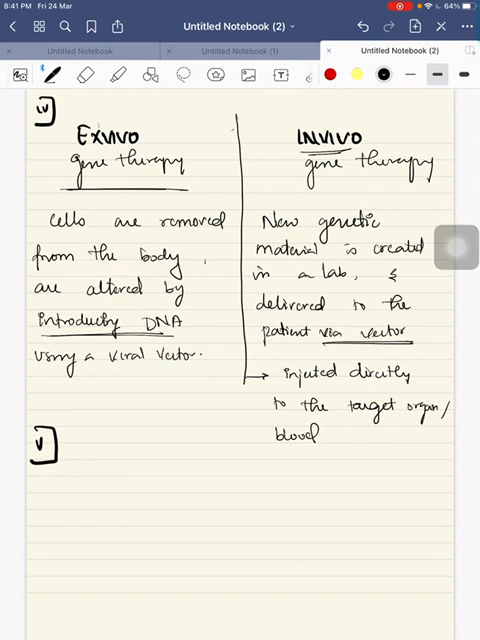 8:41 PM Fri 24 Mar
64%
Untitled Notebook (2)
Untitled Notebook
Untitled Notebook (1)
Untitled Notebook (2)
T
iv
EXVIVO
gene therapy
cells are removed
from the body,
are altered by
introducing DNA
using a viral vector.
INVIVO
gene therapy
New genetic
material is created
in a lab, &
delivered to the
patient via vector
→ injected directly
to the target organ/
blood
v